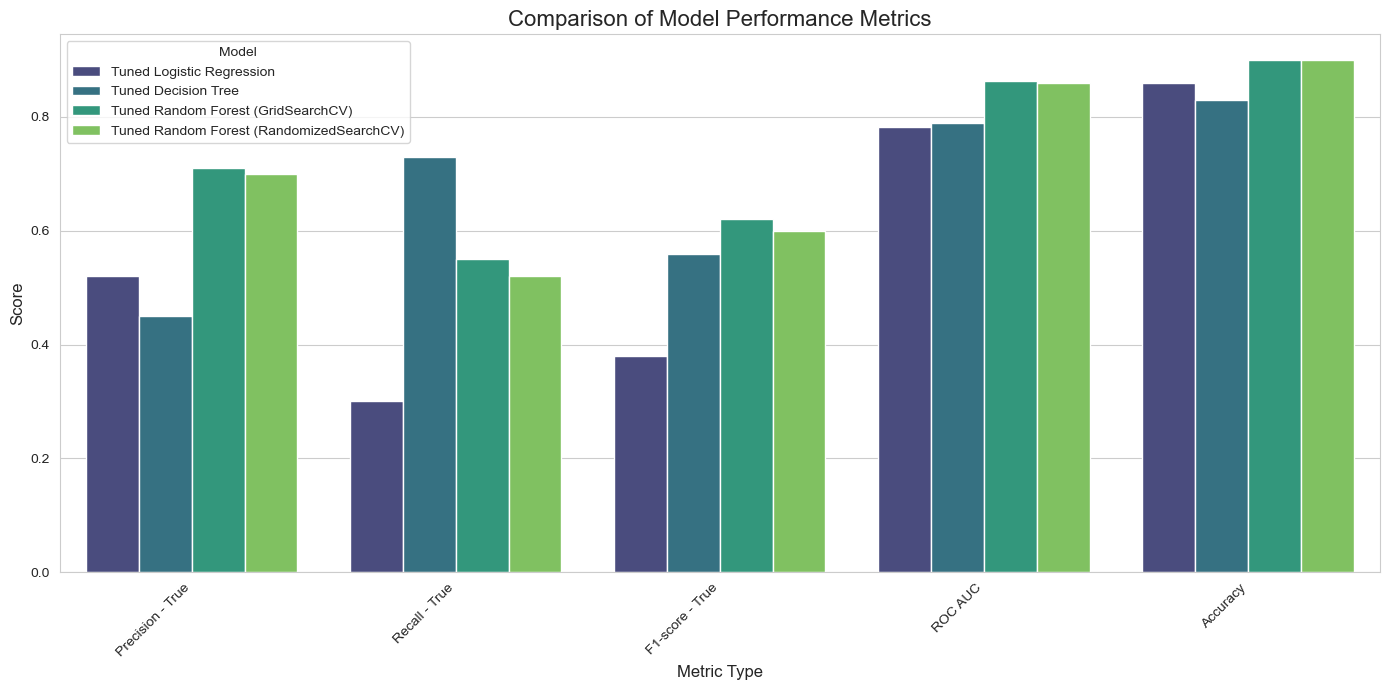 Comparison of Model Performance Metrics
Model
Tuned Logistic Regression
Tuned Decision Tree
Tuned Random Forest (GridSearchCV)
Tuned Random Forest (RandomizedSearchCV)
Score
0.8
0.6
0.4
0.2
0.0
Precision - True
Recall - True
F1-score - True
ROC AUC
Accuracy
Metric Type